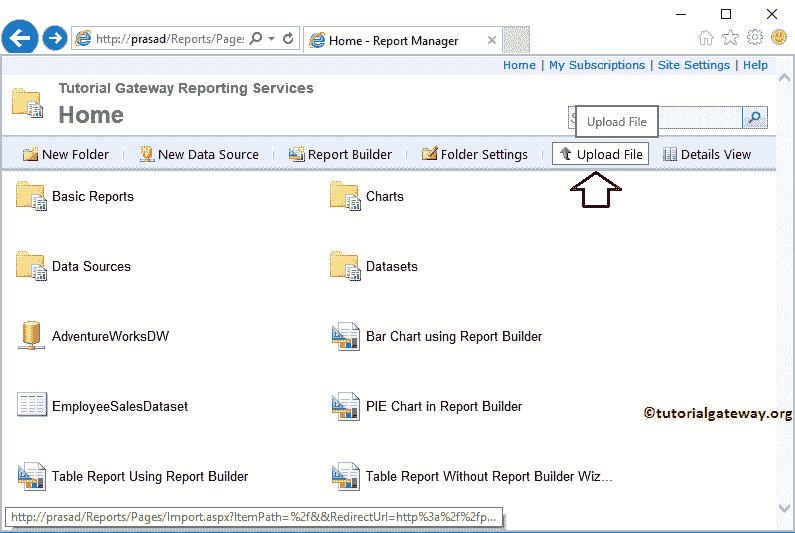 http://prasad/Reports/Page:
Home - Report Manager
Home | My Subscriptions | Site Settings | Help
Tutorial Gateway Reporting Services
Home
Upload File
New Folder
New Data Source
Report Builder
Folder Settings
Upload File
Details View
Basic Reports
Charts
Data Sources
Datasets
AdventureWorksDW
Bar Chart using Report Builder
EmployeeSalesDataset
PIE Chart in Report Builder
©tutorialgateway.org
Table Report Using Report Builder
Table Report Without Report Builder Wiz...
http://prasad/Reports/Pages/Import.aspx?ItemPath=%2f&&RedirectUrl=http%3a%2f%2fp...